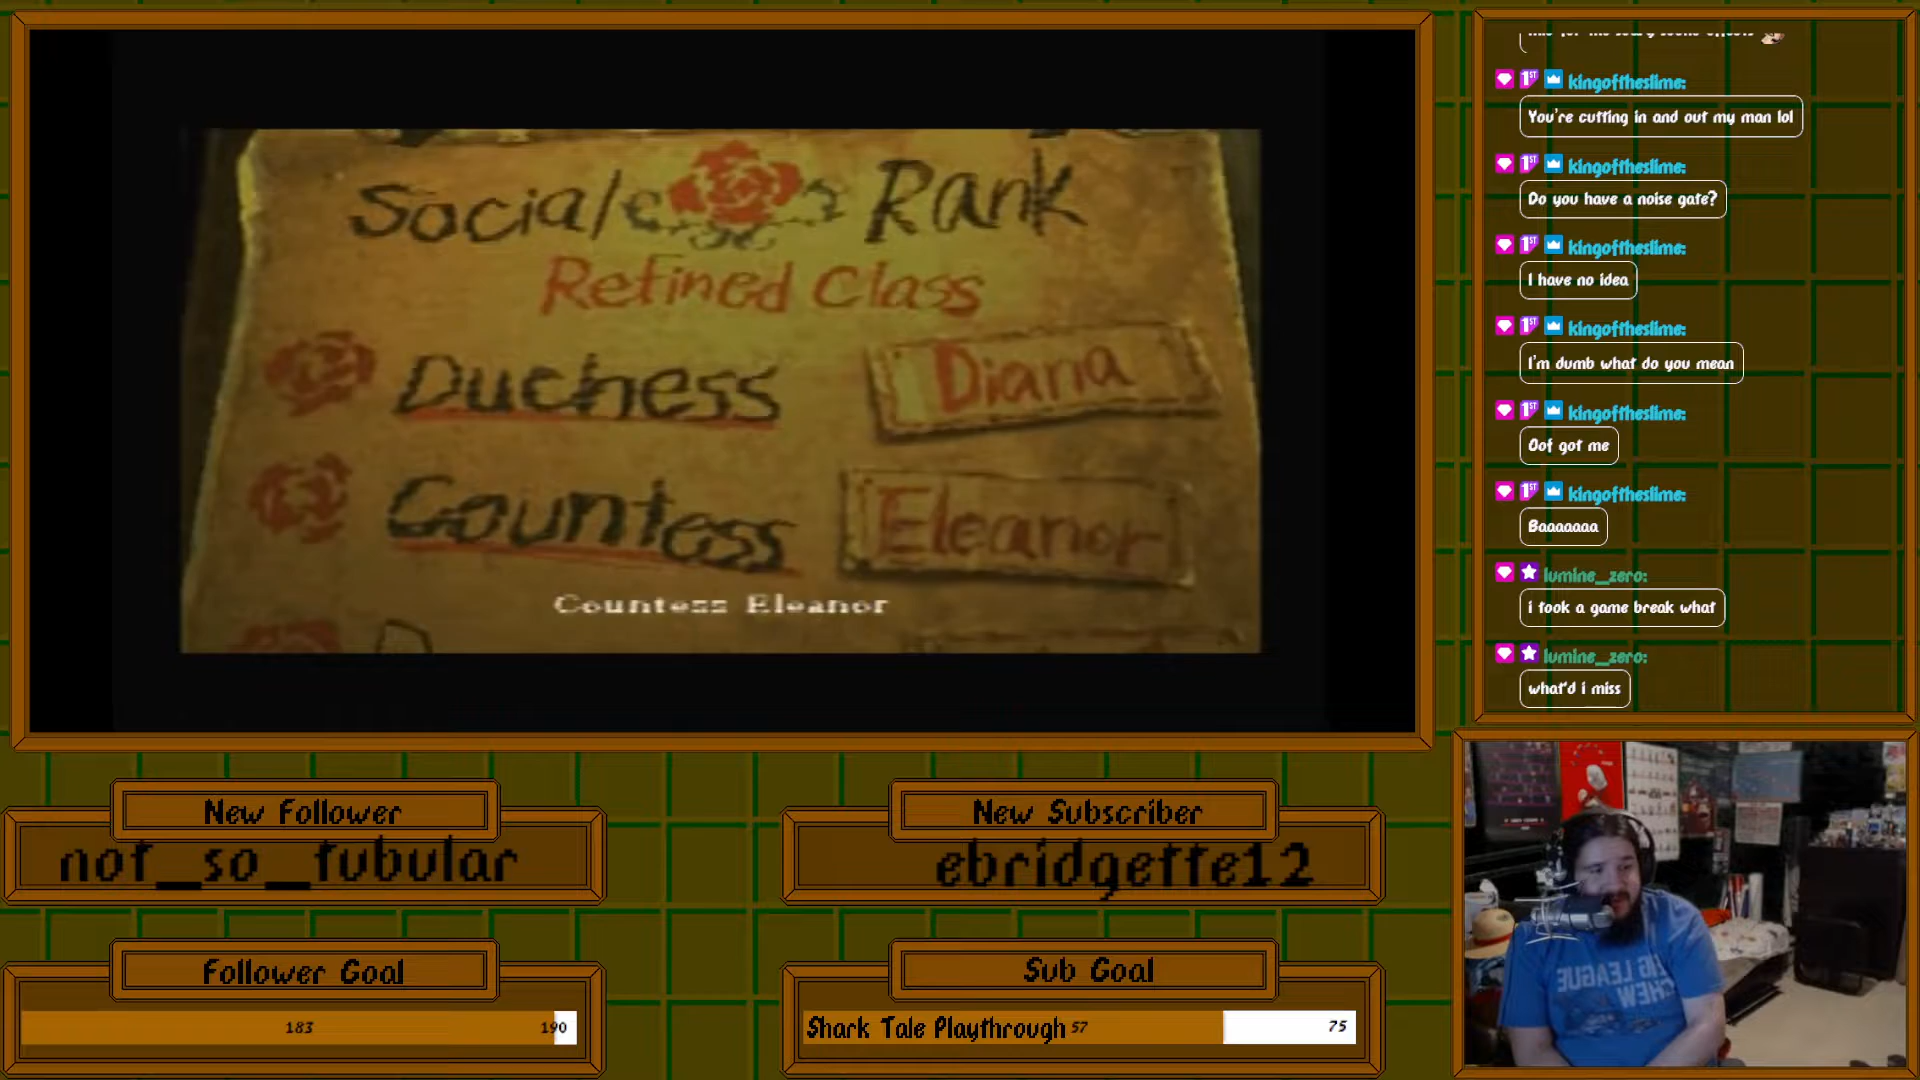 Social Rank
Refined Class
Duchess Diana
Countess Eleanor
Countess Eleanor
kingoftheslime:
You're cutting in and out my man lol
kingoftheslime:
Do you have a noise gate?
kingoftheslime:
I have no idea
kingoftheslime:
I'm dumb what do you mean
kingoftheslime:
Oof got me
kingoftheslime:
Baaaaaaa
lumine_zero:
i took a game break what
lumine_zero:
what'd i miss
New Follower
not_so_tubular
New Subscriber
ebridgette12
Follower Goal
183 190
Sub Goal
Shark Tale Playthrough 57 75
BIG LEAGUE
CHEW